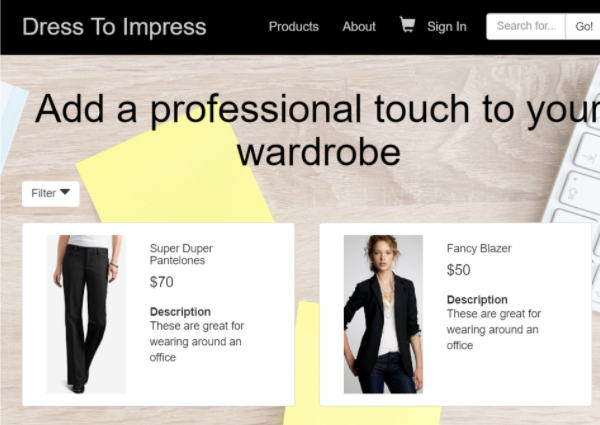 Dress To Impress
Products About Sign In Search for... Go!
Add a professional touch to your
wardrobe
Filter
Super Duper
Pantelones
$70
Description
These are great for
wearing around an
office
Fancy Blazer
$50
Description
These are great for
wearing around an
office